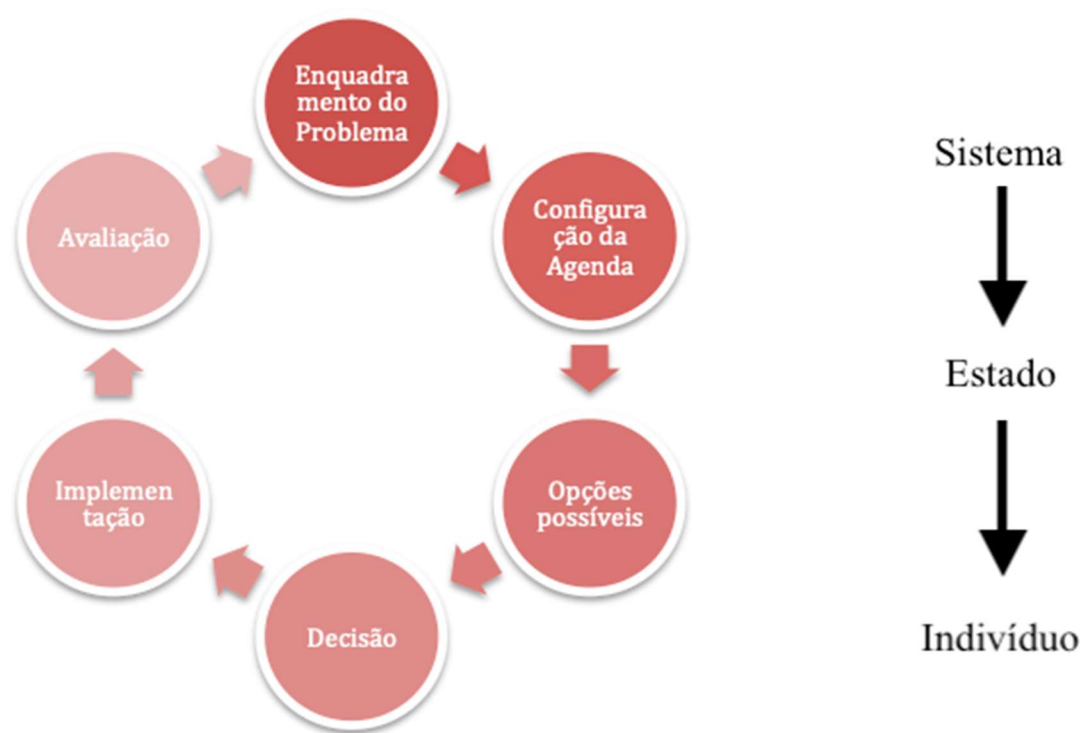 Enquadra
mento do
Problema
Configura
ção da
Agenda
Opções
possíveis
Decisão
Implemen
tação
Avaliação
Sistema
Estado
Indivíduo